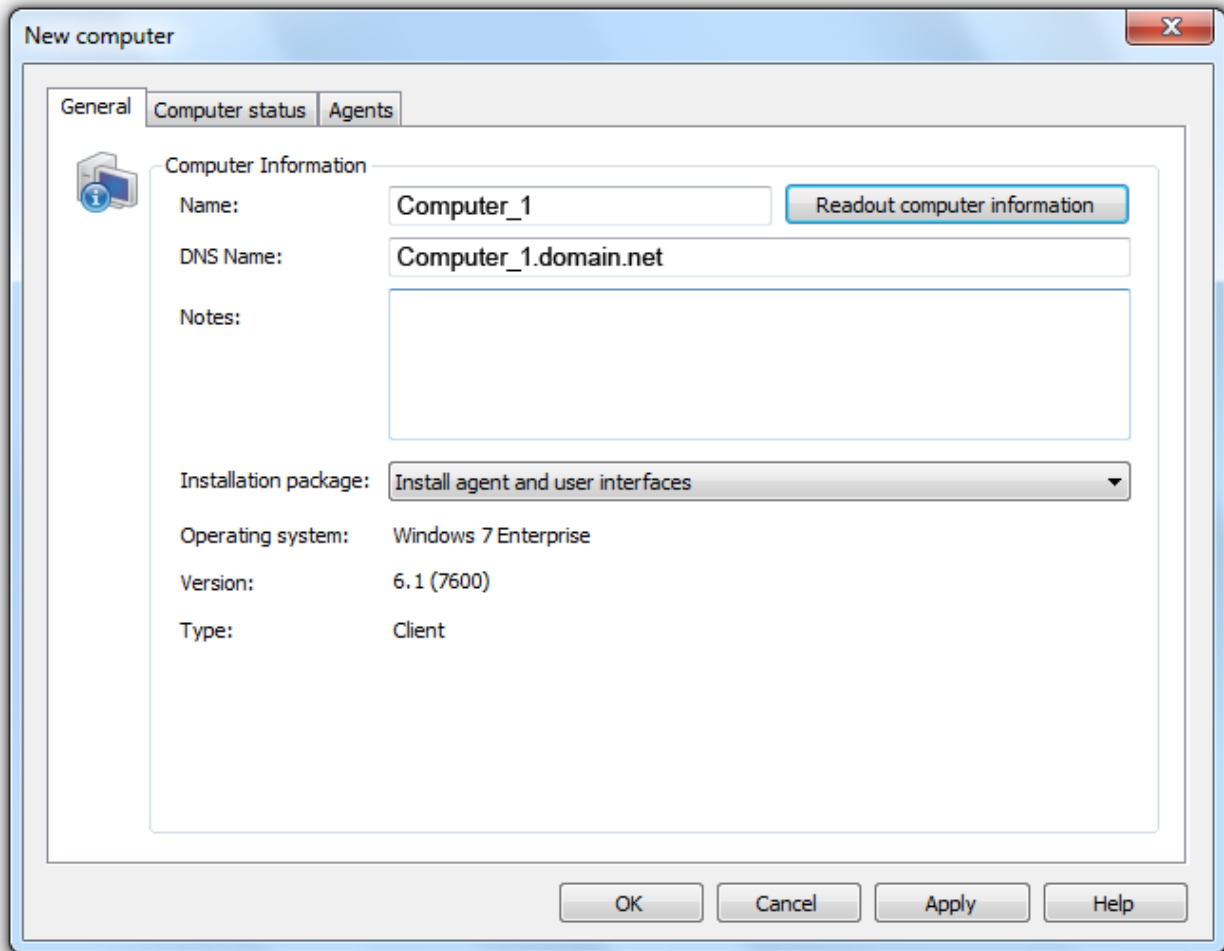 New computer
General Computer status Agents
Computer Information
Name: Computer_1 Readout computer information
DNS Name: Computer_1.domain.net
Notes:
Installation package: Install agent and user interfaces
Operating system: Windows 7 Enterprise
Version: 6.1 (7600)
Type: Client
OK Cancel Apply Help